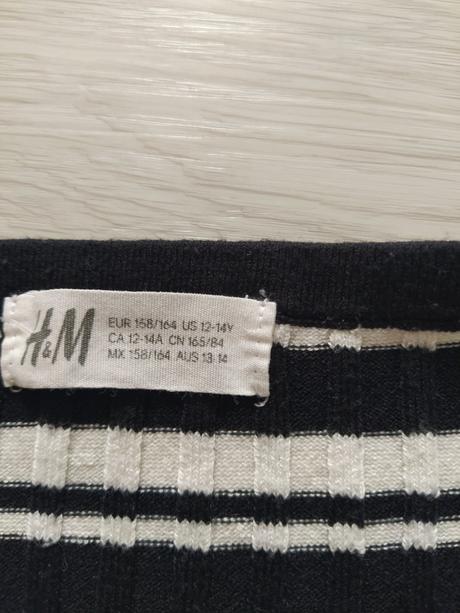 H&M
EUR 158/164 US 12-14Y
CA 12-14A CN 165/84
MX 158/164 AUS 13-14